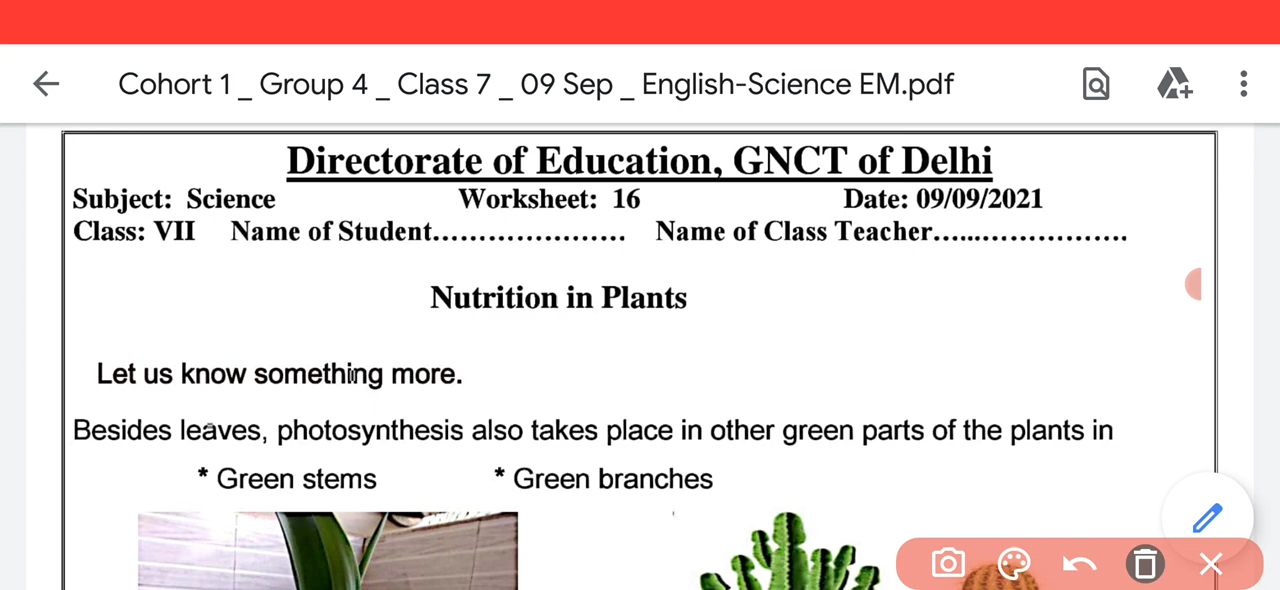 Cohort 1 _ Group 4 _ Class 7 _ 09 Sep _ English-Science EM.pdf
Directorate of Education, GNCT of Delhi
Subject: Science Worksheet: 16 Date: 09/09/2021
Class: VII Name of Student..................... Name of Class Teacher......................
Nutrition in Plants
Let us know something more.
Besides leaves, photosynthesis also takes place in other green parts of the plants in
* Green stems * Green branches